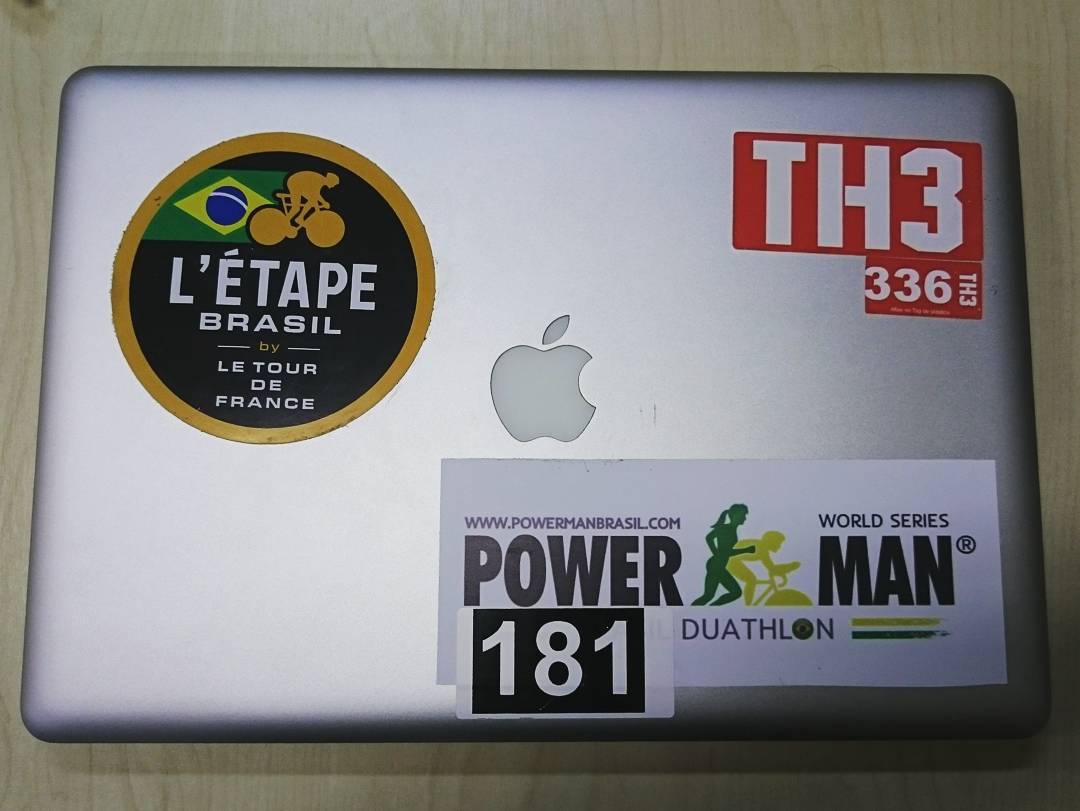 L'ÉTAPE
BRASIL
by
LE TOUR
DE
FRANCE
TH3
336 TH3
WWW.POWERMANBRASIL.COM
WORLD SERIES
POWER MAN®
DUATHLON
181